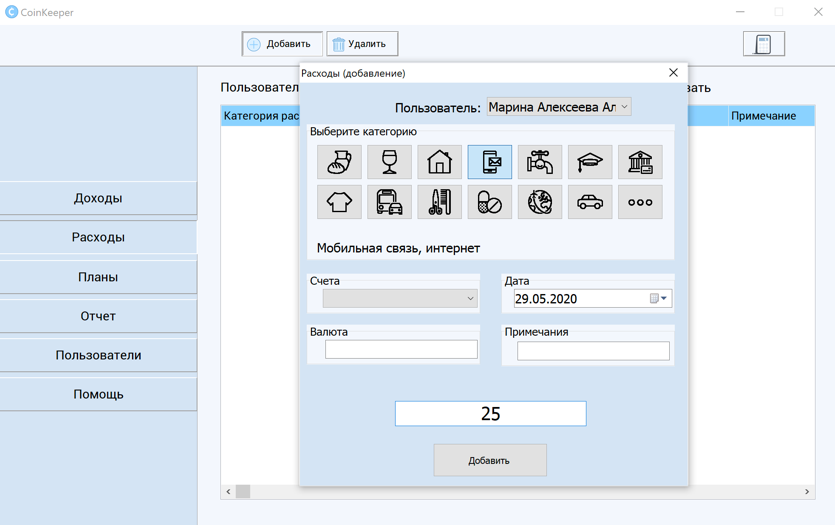 CoinKeeper
Добавить
Удалить
Расходы (добавление)
Пользовател
Пользователь:
Марина Алексеева Ал
вать
Категория рас
Примечание
Выберите категорию
Мобильная связь, интернет
Доходы
Расходы
Планы
Отчет
Пользователи
Помощь
Счета
Дата
29.05.2020
Валюта
Примечания
25
Добавить